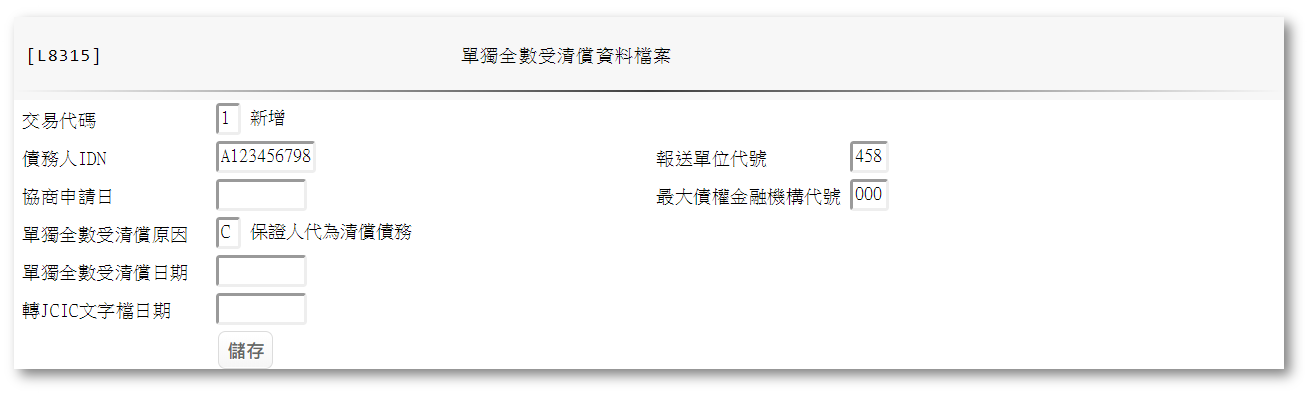 [L8315] 單獨全數受清償資料檔案
交易代碼 1 新增
債務人IDN A123456798 報送單位代號 458
協商申請日 最大債權金融機構代號 000
單獨全數受清償原因 C 保證人代為清償債務
單獨全數受清償日期
轉JCIC文字檔日期
儲存